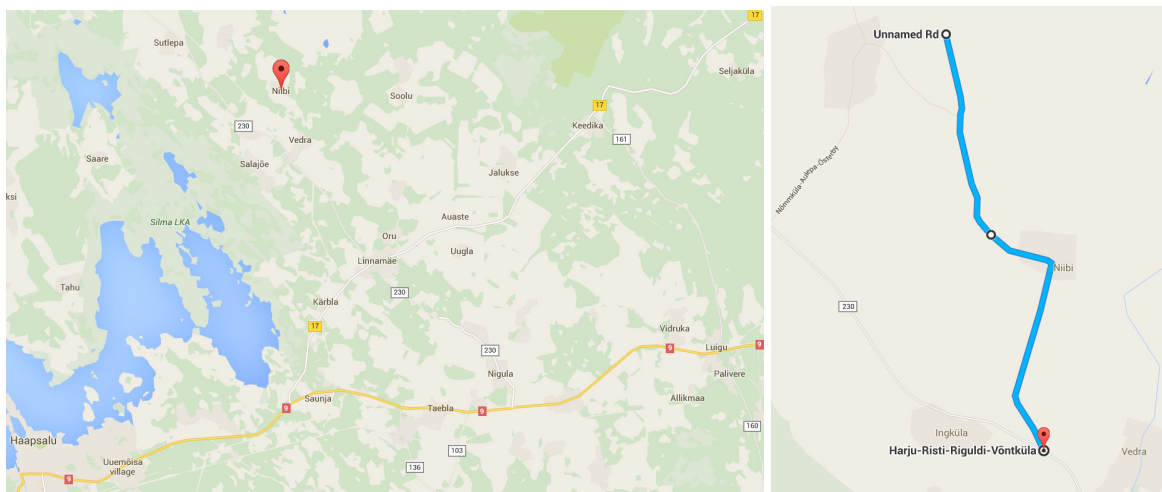 17
Sutlepa
Seljaküla
Niibi
Soolu
17
230
Keedika
161
Vedra
Saare
Salajõe
Jalukse
ksi
Auaste
Silma LKA
Oru
Uugla
Linnamäe
Tahu
230
Kärbla
17
Vidruka
9
Luigu
9
230
Nigula
Palivere
Saunja
Allikmaa
9
Taebla
9
160
Haapsalu
103
Uuemõisa
village
136
9
Unnamed Rd
Nõmmküla-Aulepa-Österby
Niibi
230
Ingküla
Harju-Risti-Riguldi-Võntküla
Vedra